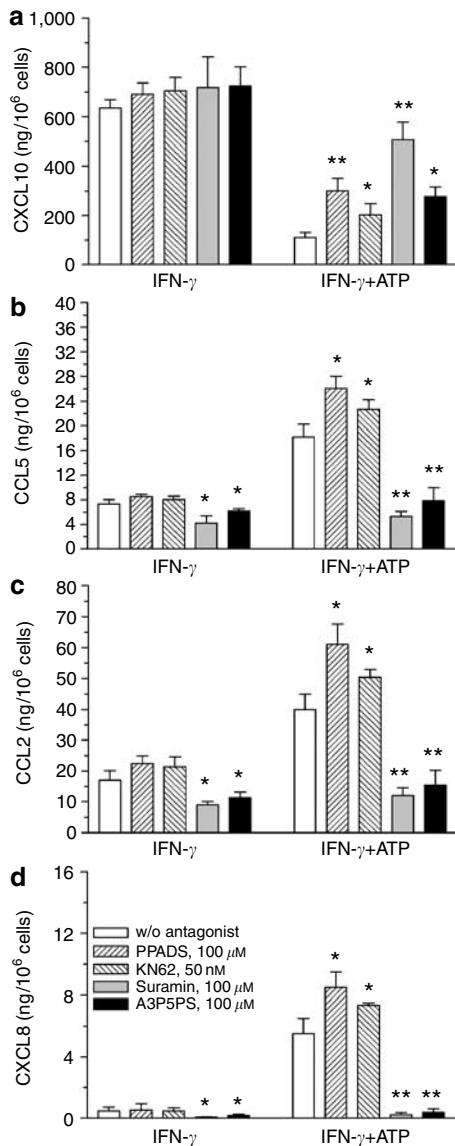 a
CXCL10 (ng/10⁶ cells)
1,000
800
600
400
200
0
** * ** *
IFN-γ IFN-γ+ATP
b
CCL5 (ng/10⁶ cells)
40
36
32
28
24
20
16
12
8
4
0
* * * * ** **
IFN-γ IFN-γ+ATP
c
CCL2 (ng/10⁶ cells)
80
70
60
50
40
30
20
10
0
* * * * ** **
IFN-γ IFN-γ+ATP
d
CXCL8 (ng/10⁶ cells)
16
12
8
4
0
w/o antagonist
PPADS, 100 μM
KN62, 50 nM
Suramin, 100 μM
A3P5PS, 100 μM
* * * * ** **
IFN-γ IFN-γ+ATP